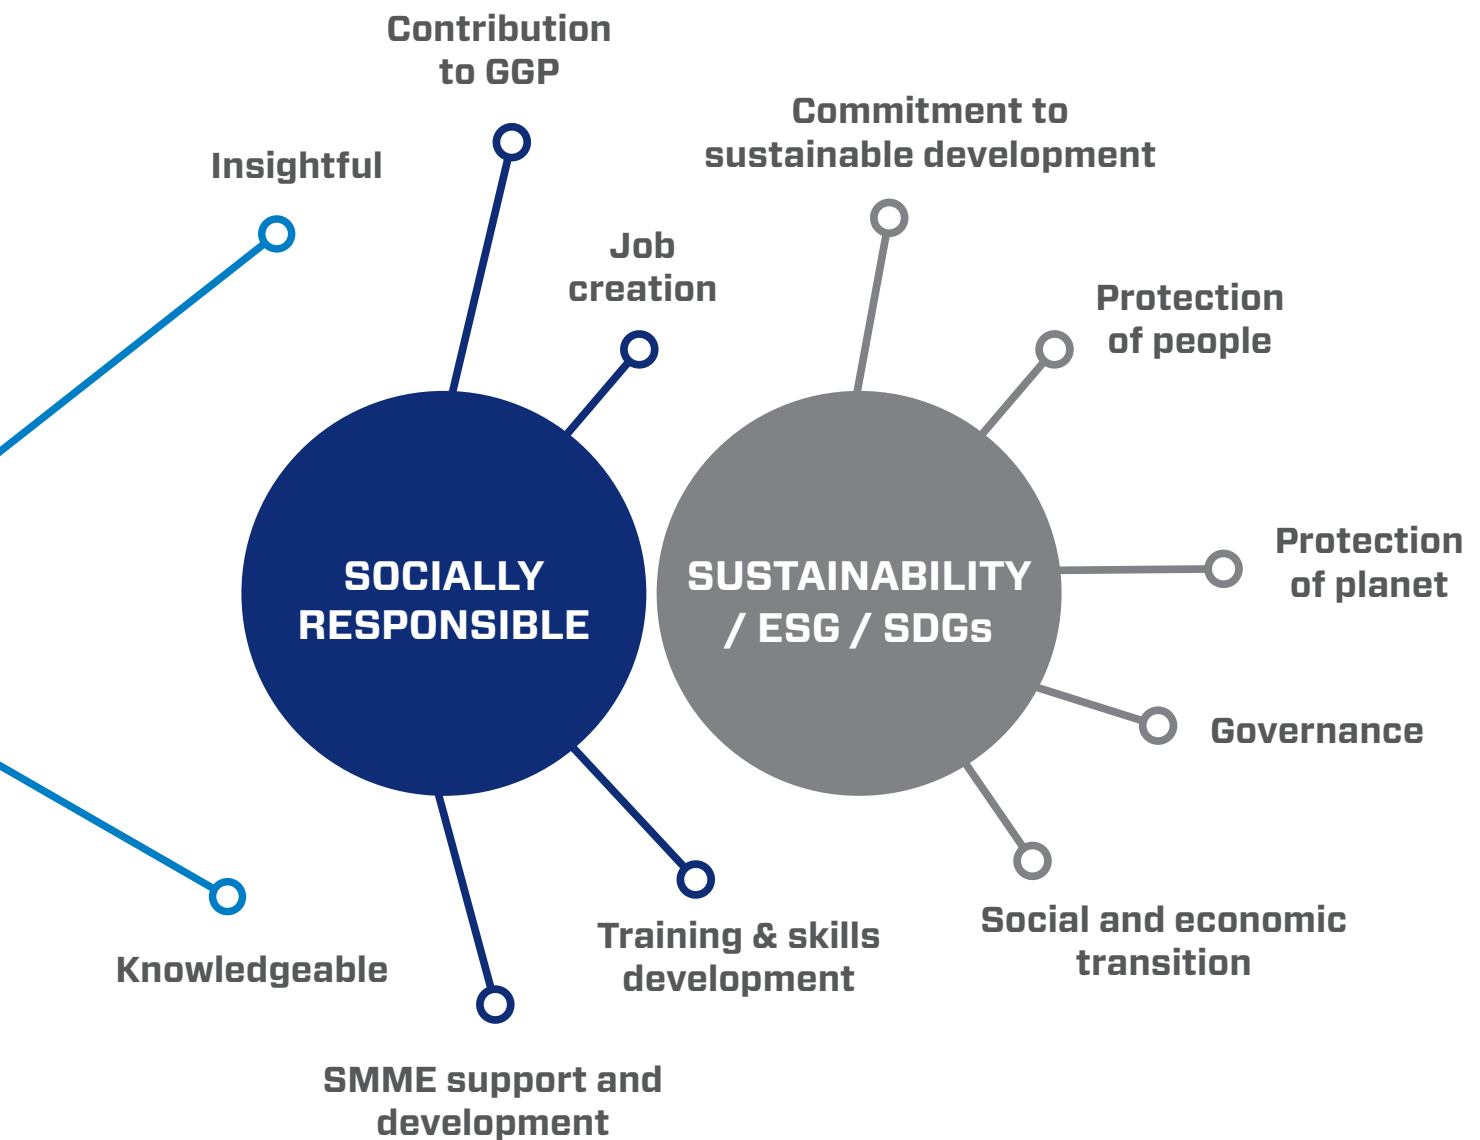 Contribution
to GGP
Insightful
Commitment to
sustainable development
Job
creation
Protection
of people
SOCIALLY
RESPONSIBLE
SUSTAINABILITY
/ ESG / SDGs
Protection
of planet
Governance
Knowledgeable
Training & skills
development
Social and economic
transition
SMME support and
development